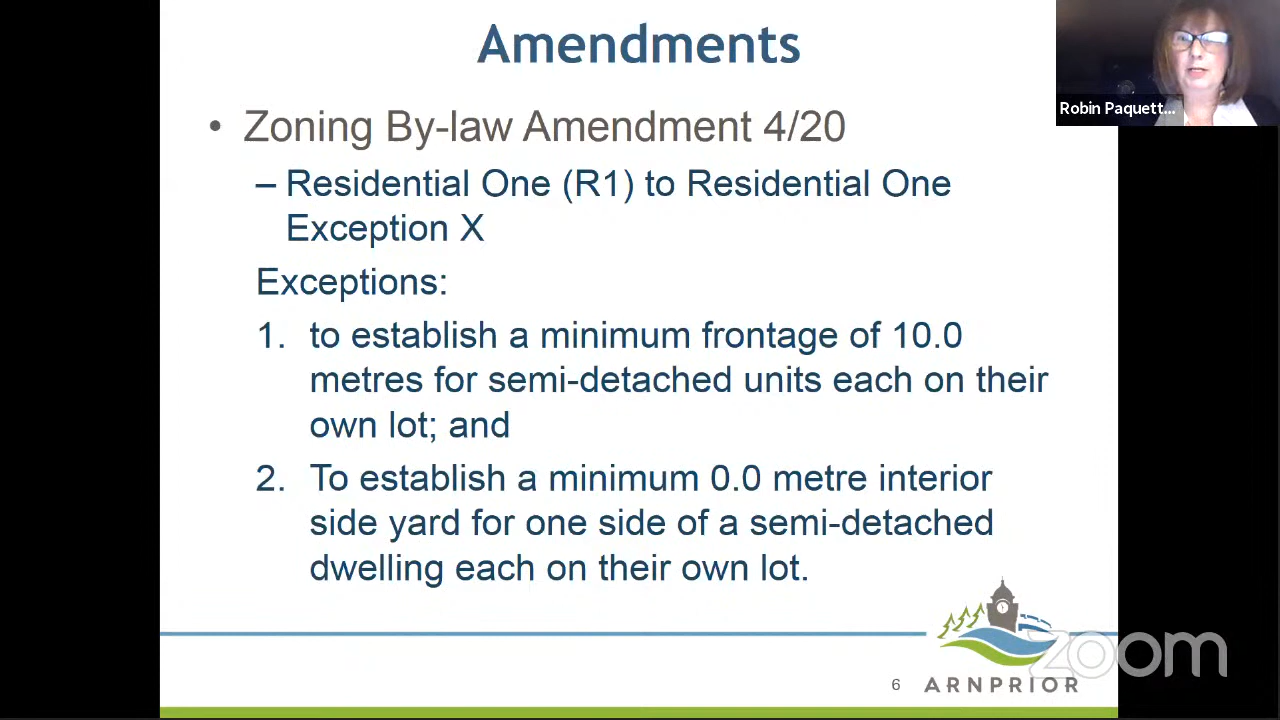 Amendments
Robin Paquett...
• Zoning By-law Amendment 4/20
– Residential One (R1) to Residential One
Exception X
Exceptions:
1. to establish a minimum frontage of 10.0
metres for semi-detached units each on their
own lot; and
2. To establish a minimum 0.0 metre interior
side yard for one side of a semi-detached
dwelling each on their own lot.
zoom
6
ARNPRIOR